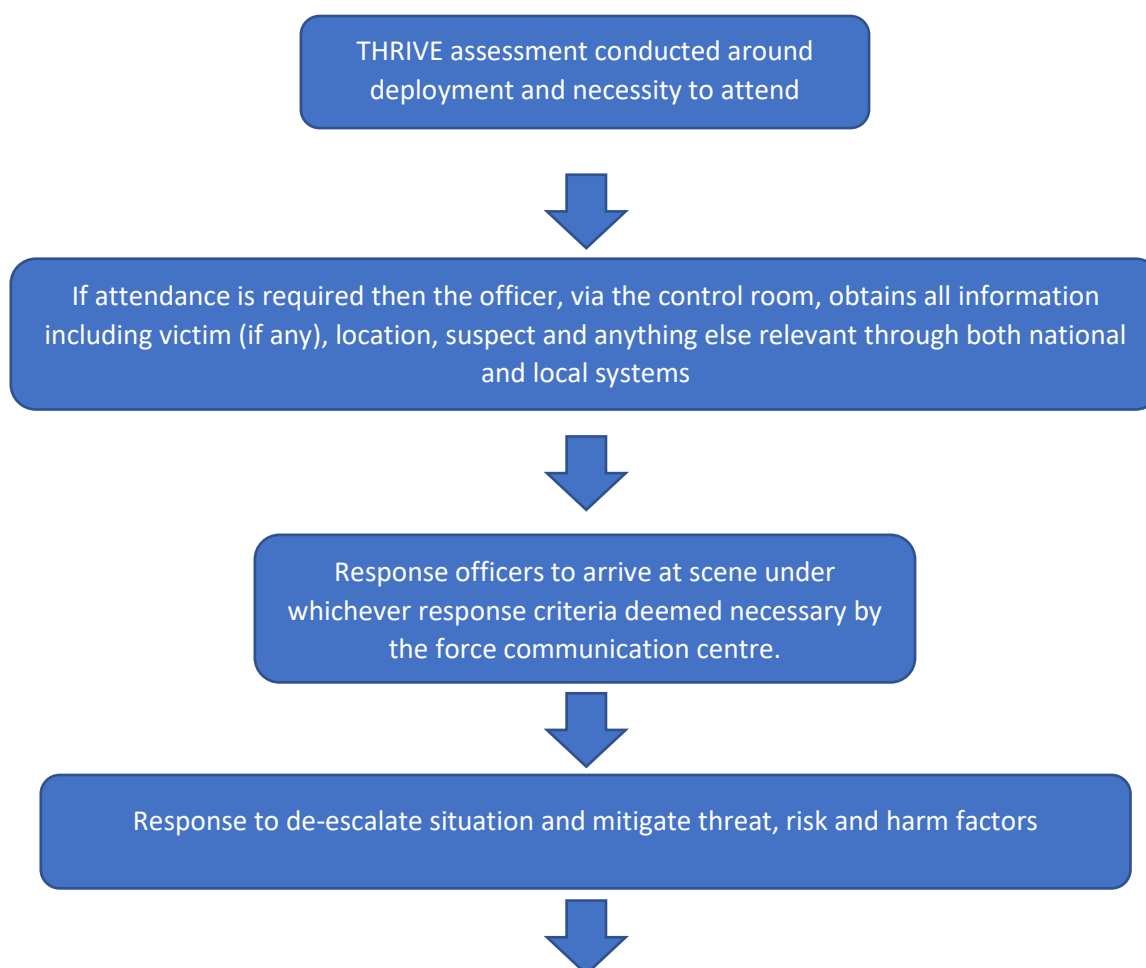 THRIVE assessment conducted around
deployment and necessity to attend
If attendance is required then the officer, via the control room, obtains all information
including victim (if any), location, suspect and anything else relevant through both national
and local systems
Response officers to arrive at scene under
whichever response criteria deemed necessary by
the force communication centre.
Response to de-escalate situation and mitigate threat, risk and harm factors